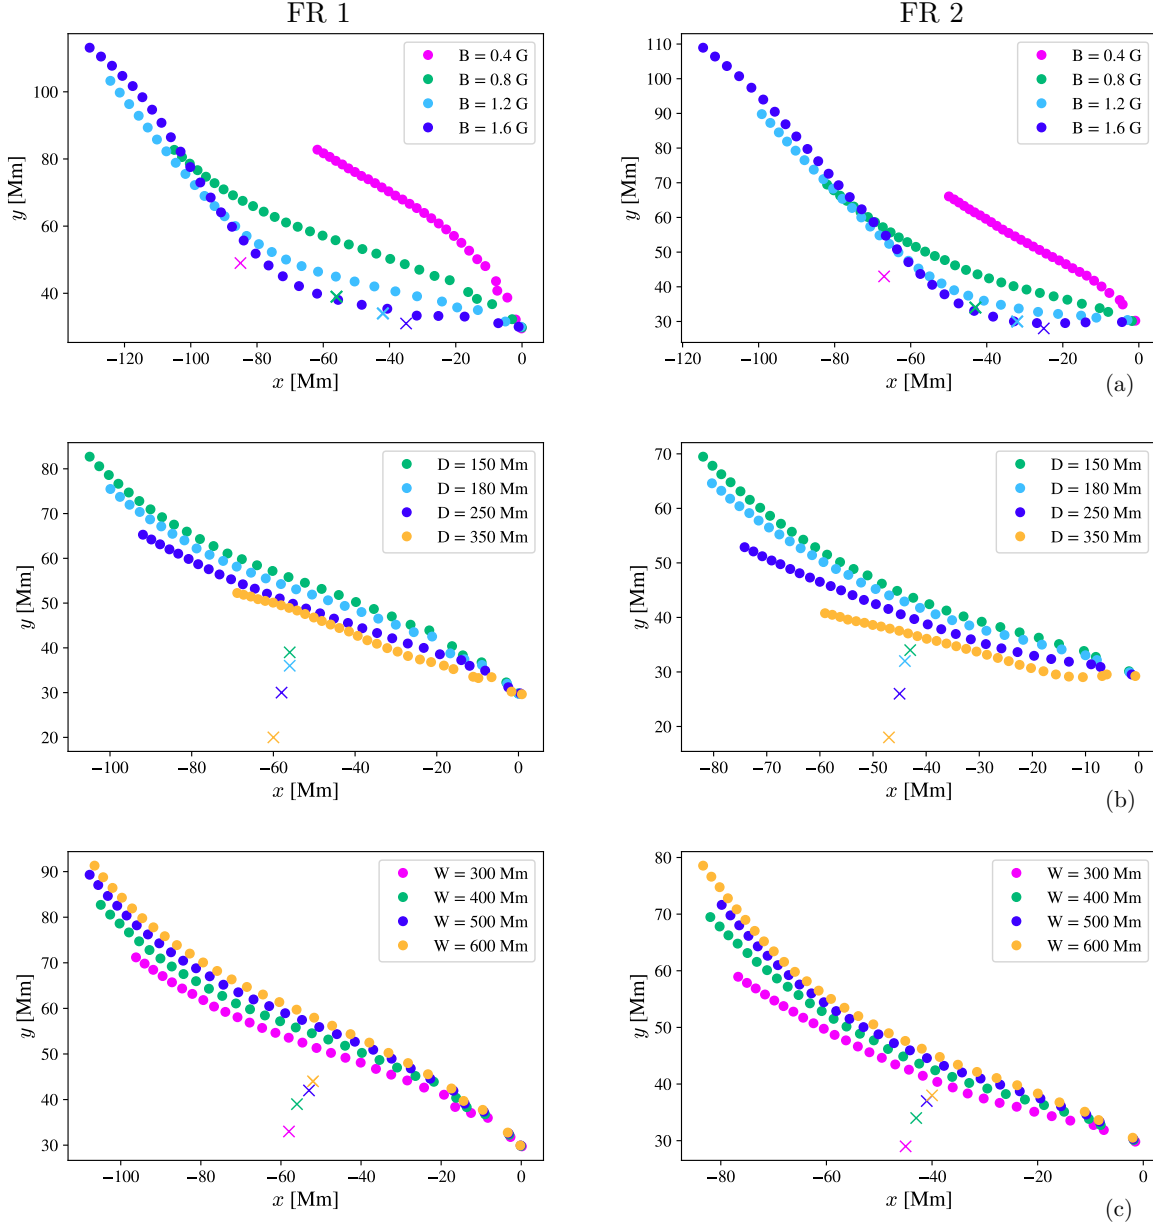 FR 1
FR 2
B = 0.4 G
B = 0.8 G
B = 1.2 G
B = 1.6 G
y [Mm]
100
80
60
40
−120 −100 −80 −60 −40 −20 0
x [Mm]
B = 0.4 G
B = 0.8 G
B = 1.2 G
B = 1.6 G
y [Mm]
110
100
90
80
70
60
50
40
30
−120 −100 −80 −60 −40 −20 0
x [Mm]
(a)
D = 150 Mm
D = 180 Mm
D = 250 Mm
D = 350 Mm
y [Mm]
80
70
60
50
40
30
20
−100 −80 −60 −40 −20 0
x [Mm]
D = 150 Mm
D = 180 Mm
D = 250 Mm
D = 350 Mm
y [Mm]
70
60
50
40
30
20
−80 −70 −60 −50 −40 −30 −20 −10 0
x [Mm]
(b)
W = 300 Mm
W = 400 Mm
W = 500 Mm
W = 600 Mm
y [Mm]
90
80
70
60
50
40
30
−100 −80 −60 −40 −20 0
x [Mm]
W = 300 Mm
W = 400 Mm
W = 500 Mm
W = 600 Mm
y [Mm]
80
70
60
50
40
30
−80 −60 −40 −20 0
x [Mm]
(c)